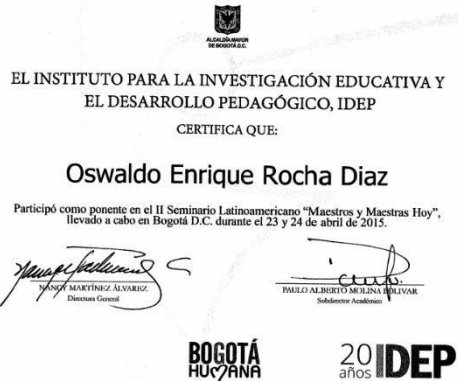 ALCALDÍA MAYOR
DE BOGOTÁ D.C.
EL INSTITUTO PARA LA INVESTIGACIÓN EDUCATIVA Y
EL DESARROLLO PEDAGÓGICO, IDEP
CERTIFICA QUE:
Oswaldo Enrique Rocha Diaz
Participó como ponente en el II Seminario Latinoamericano “Maestros y Maestras Hoy”,
llevado a cabo en Bogotá D.C. durante el 23 y 24 de abril de 2015.
NANCY MARTÍNEZ ÁLVAREZ
Directora General
PAULO ALBERTO MOLINA BOLIVAR
Subdirector Académico
BOGOTÁ
HUMANA
20 años IDEP